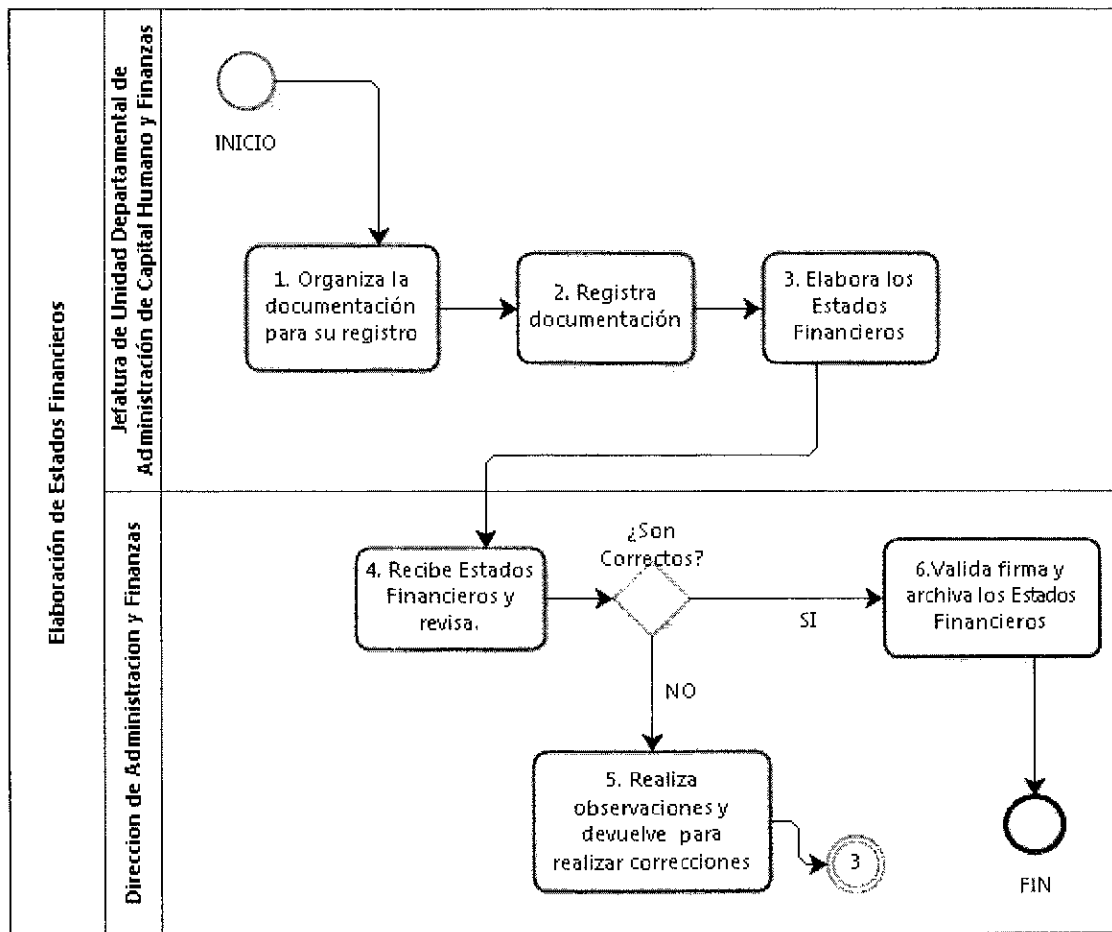 Elaboración de Estados Financieros
Jefatura de Unidad Departamental de
Administración de Capital Humano y Finanzas
INICIO
1. Organiza la
documentación
para su registro
2. Registra
documentación
3. Elabora los
Estados
Financieros
Direccion de Administracion y Finanzas
4. Recibe Estados
Financieros y
revisa.
¿Son
Correctos?
SI
NO
6.Valida firma y
archiva los Estados
Financieros
5. Realiza
observaciones y
devuelve para
realizar correcciones
3
FIN